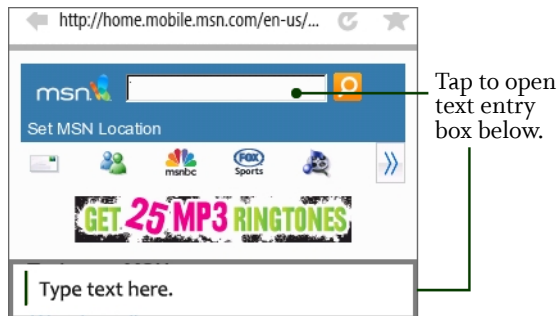 http://home.mobile.msn.com/en-us/...
msn
Set MSN Location
msnbc
FOX
Sports
GET 25 MP3 RINGTONES
Type text here.
Tap to open
text entry
box below.